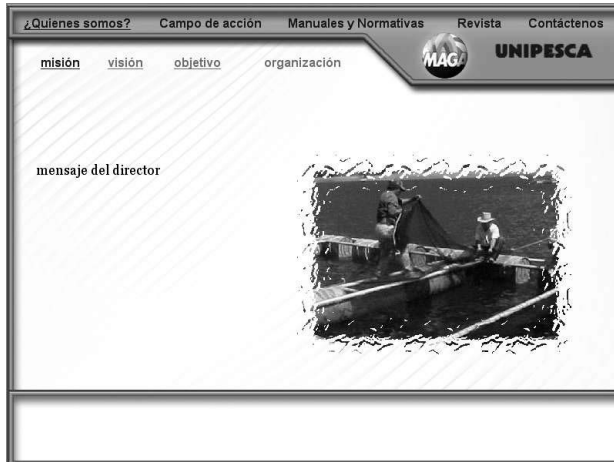 ¿Quienes somos? Campo de acción Manuales y Normativas Revista Contáctenos
MAGA UNIPESCA
misión visión objetivo organización
mensaje del director